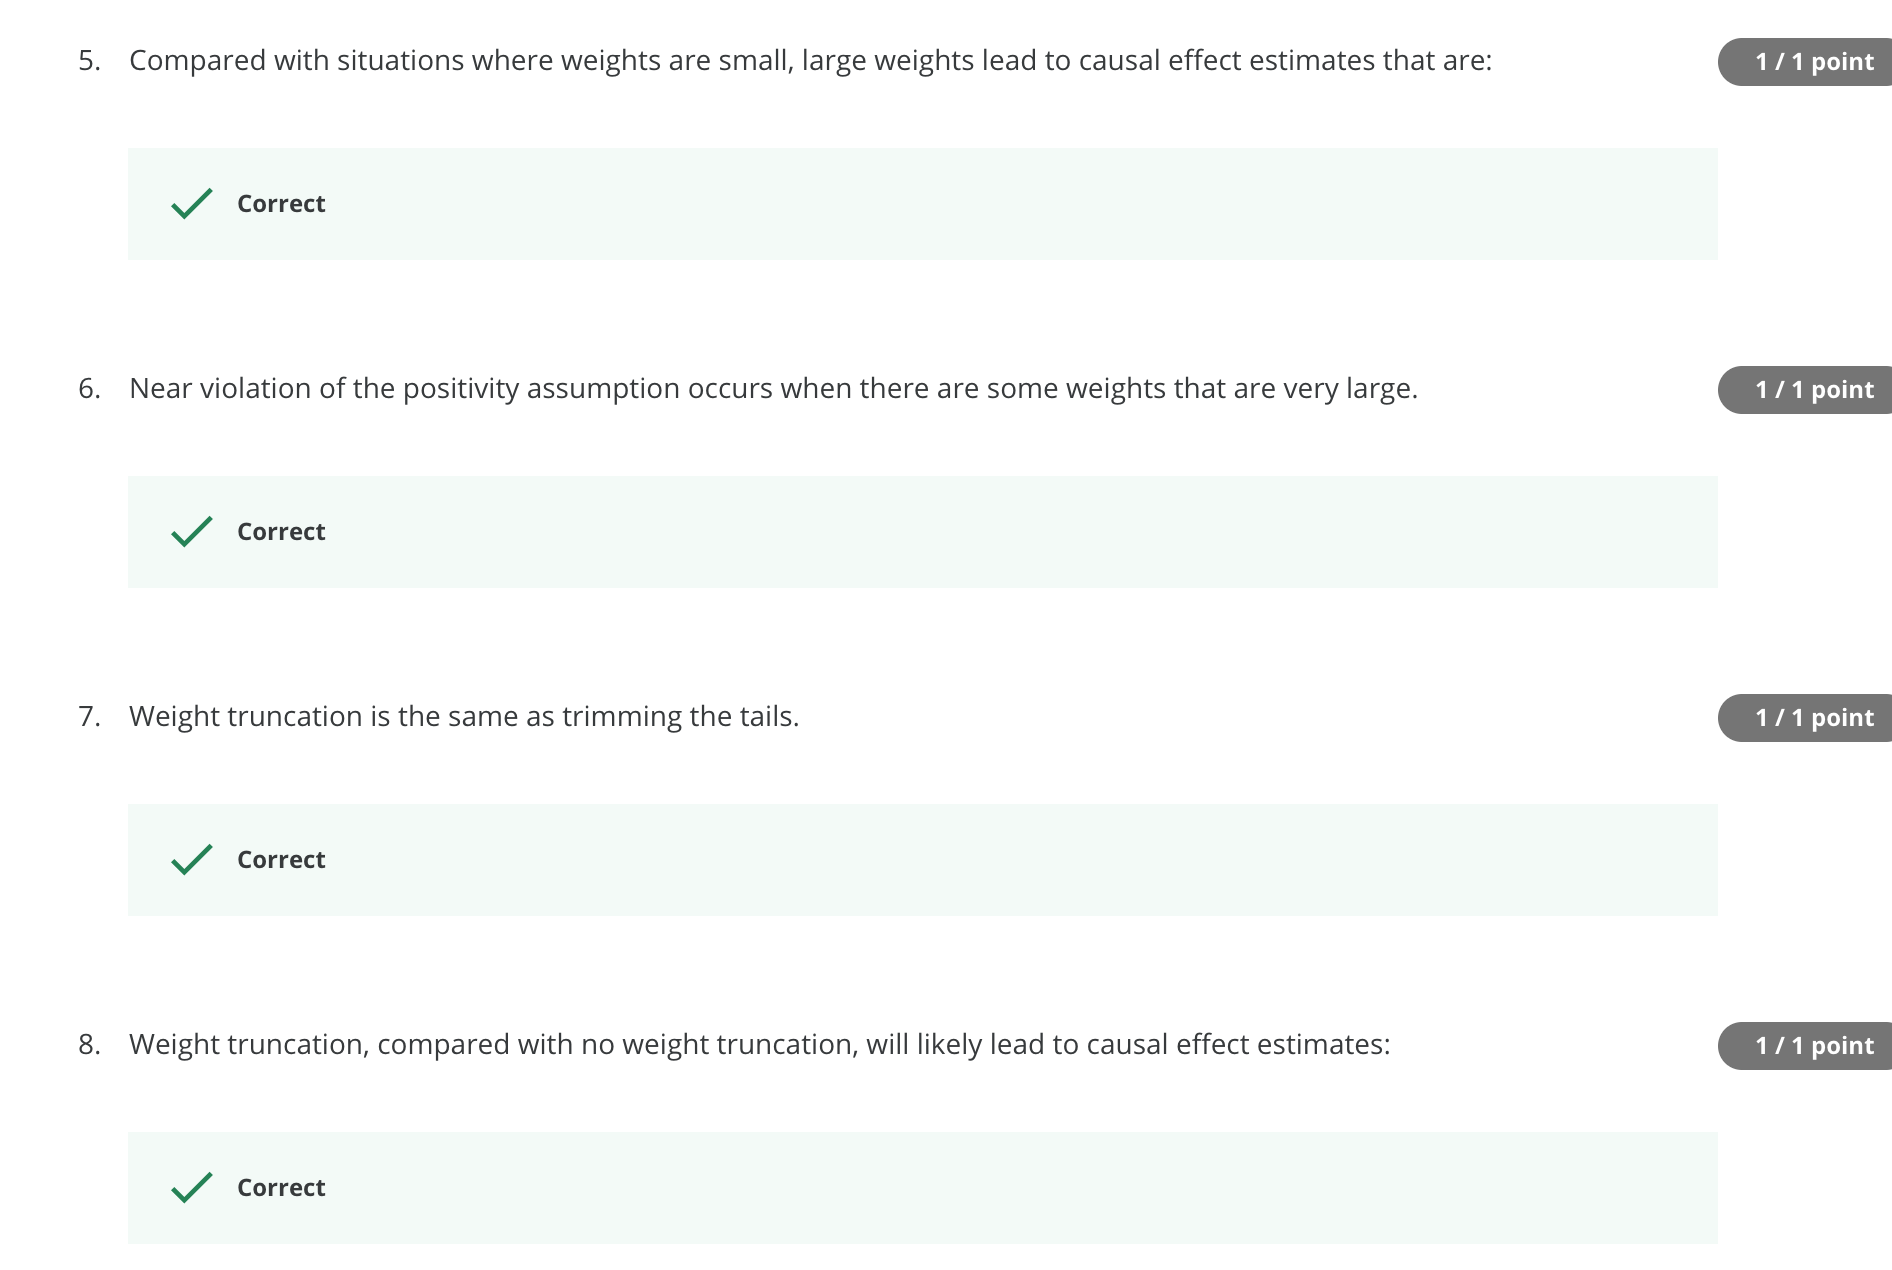 5. Compared with situations where weights are small, large weights lead to causal effect estimates that are:
1 / 1 point
Correct
6. Near violation of the positivity assumption occurs when there are some weights that are very large.
1 / 1 point
Correct
7. Weight truncation is the same as trimming the tails.
1 / 1 point
Correct
8. Weight truncation, compared with no weight truncation, will likely lead to causal effect estimates:
1 / 1 point
Correct